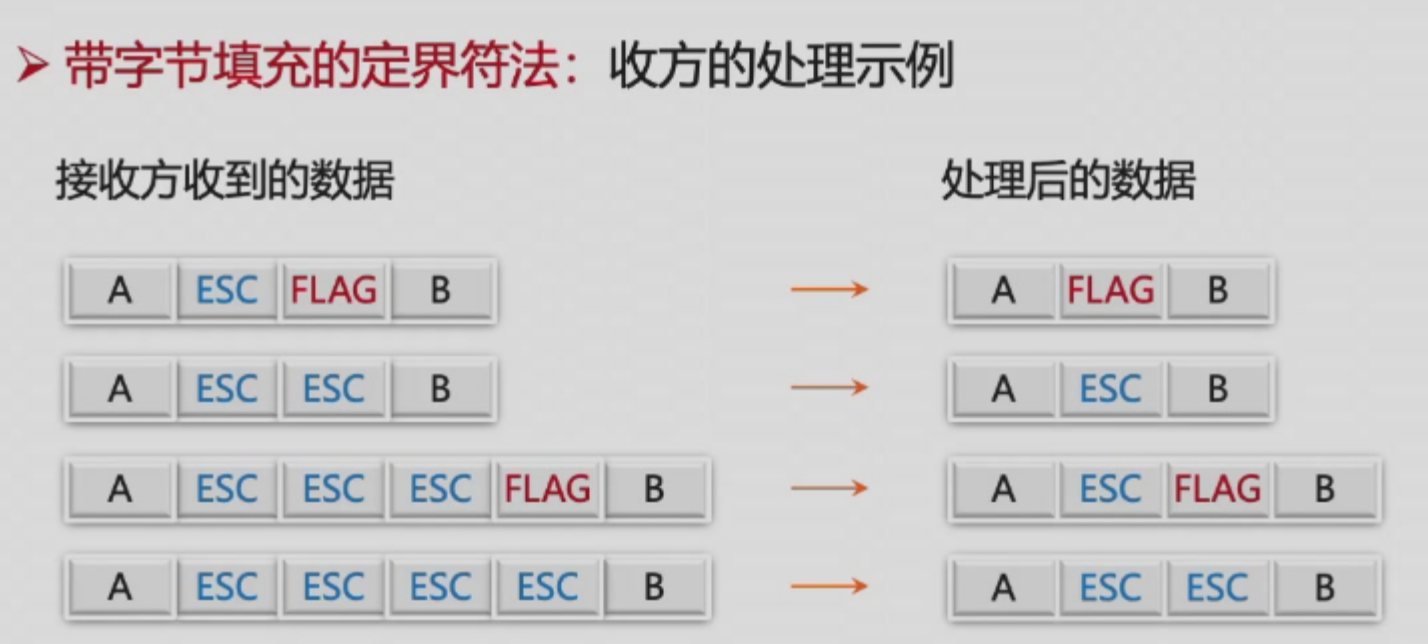 ➢ 带字节填充的定界符法：收方的处理示例
接收方收到的数据 处理后的数据
A ESC FLAG B → A FLAG B
A ESC ESC B → A ESC B
A ESC ESC ESC FLAG B → A ESC FLAG B
A ESC ESC ESC ESC B → A ESC ESC B